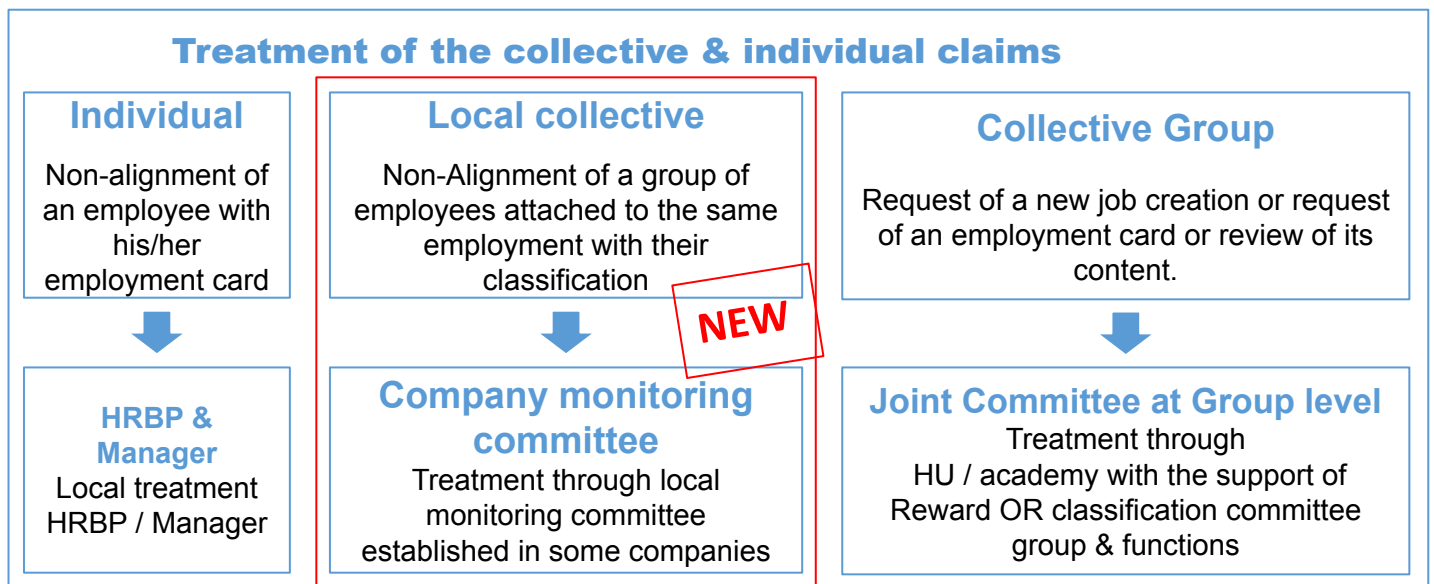 Treatment of the collective & individual claims
Individual
Non-alignment of
an employee with
his/her
employment card
Local collective
Non-Alignment of a group of
employees attached to the same
employment with their
classification
NEW
Collective Group
Request of a new job creation or request
of an employment card or review of its
content.
HRBP &
Manager
Local treatment
HRBP / Manager
Company monitoring
committee
Treatment through local
monitoring committee
established in some companies
Joint Committee at Group level
Treatment through
HU / academy with the support of
Reward OR classification committee
group & functions